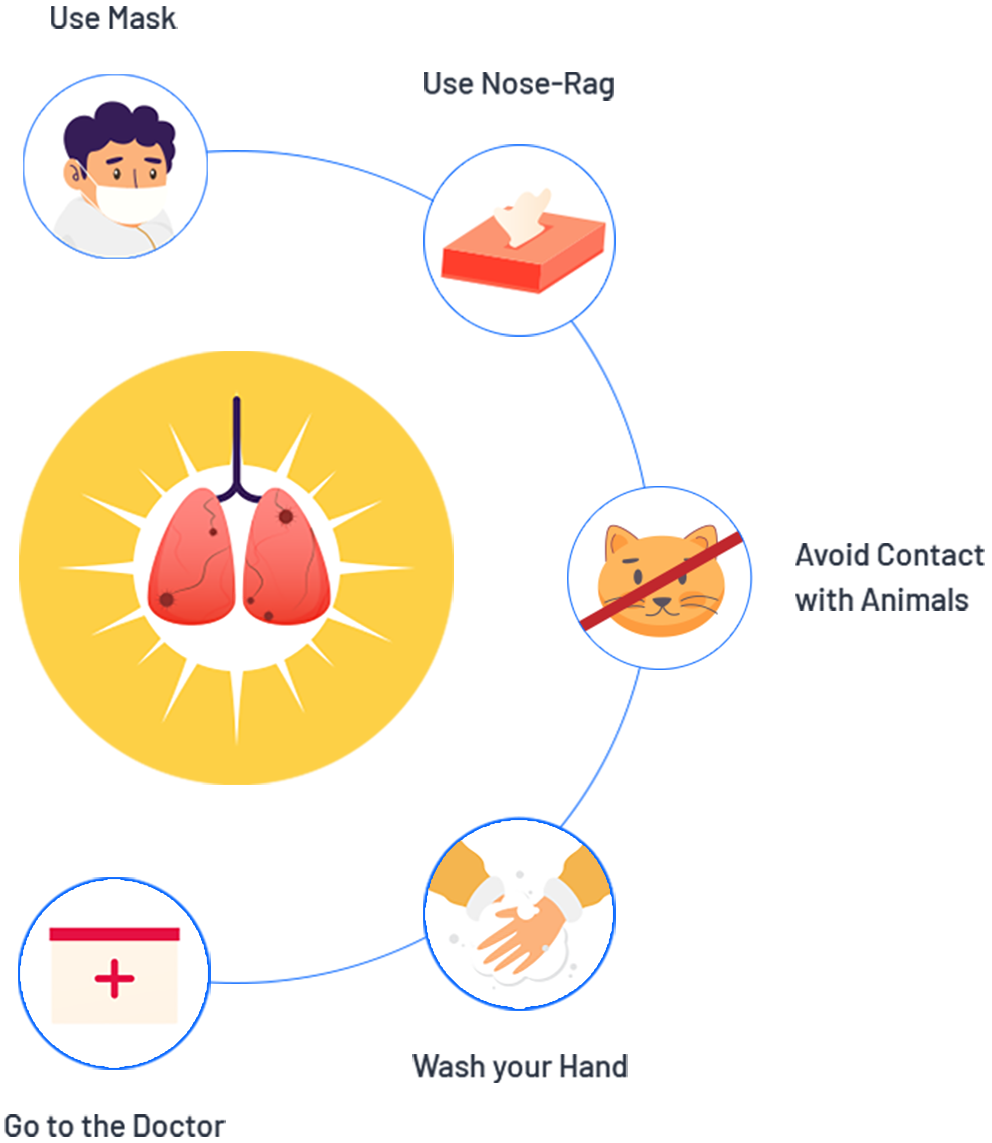 Use Mask
Use Nose-Rag
Avoid Contact
with Animals
Wash your Hand
Go to the Doctor